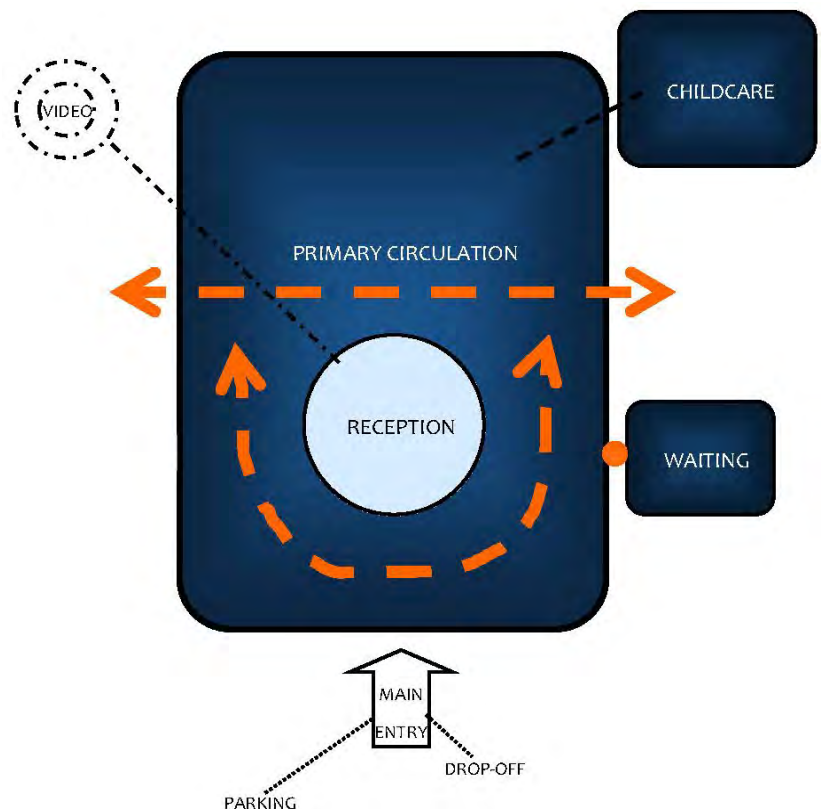 CHILDCARE
VIDEO
PRIMARY CIRCULATION
RECEPTION
WAITING
MAIN
ENTRY
DROP-OFF
PARKING